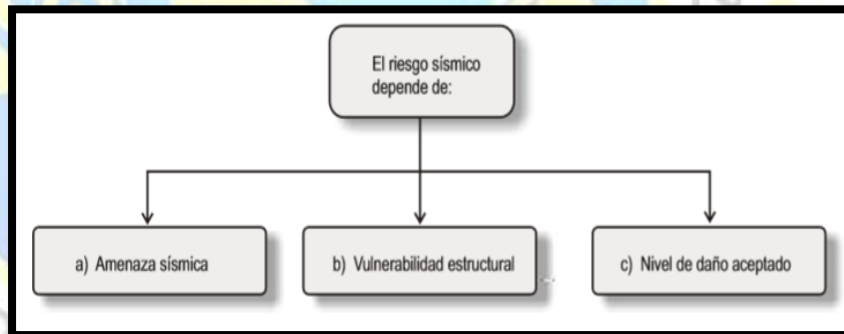 El riesgo sísmico
depende de:
a) Amenaza sísmica
b) Vulnerabilidad estructural
c) Nivel de daño aceptado